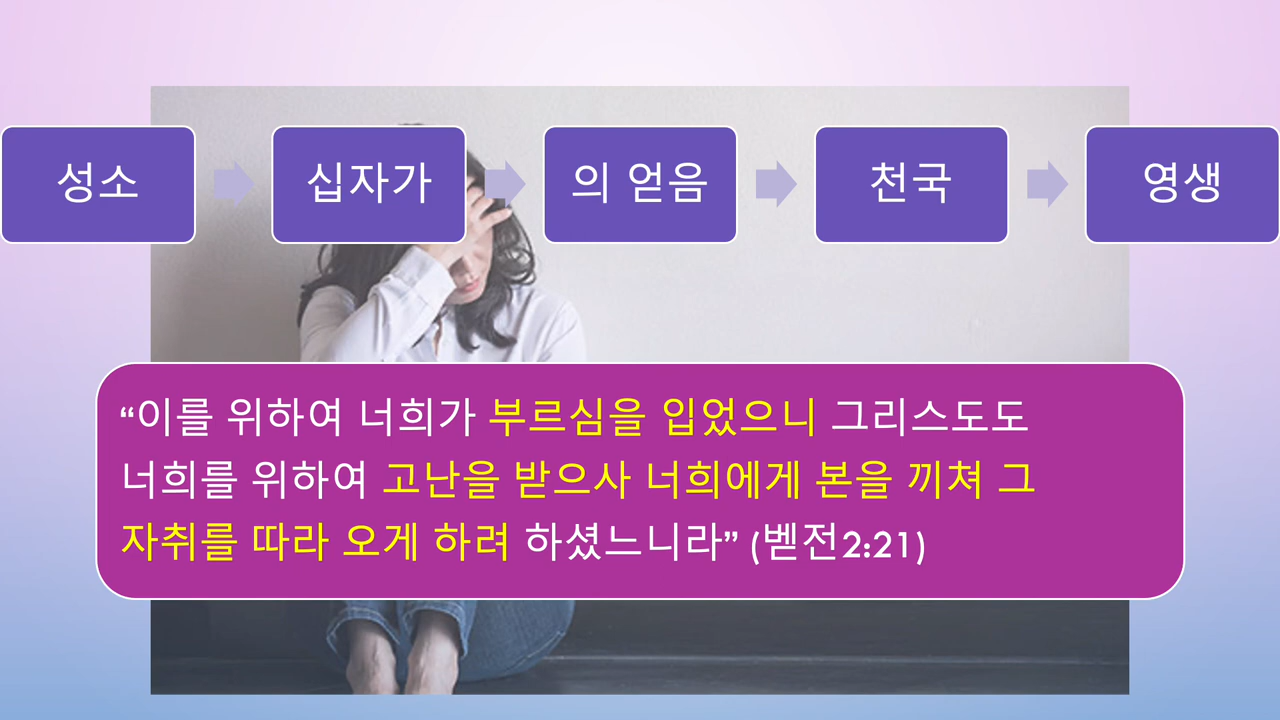 성소
십자가
의 얻음
천국
영생
“이를 위하여 너희가 부르심을 입었으니 그리스도도
너희를 위하여 고난을 받으사 너희에게 본을 끼쳐 그
자취를 따라 오게 하려 하셨느니라” (벧전2:21)